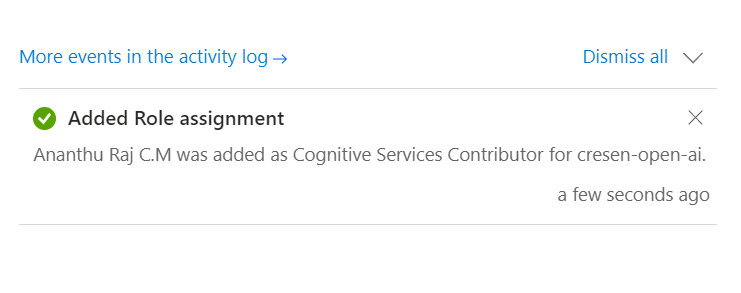 More events in the activity log →
Dismiss all
Added Role assignment
Ananthu Raj C.M was added as Cognitive Services Contributor for cresen-open-ai.
a few seconds ago